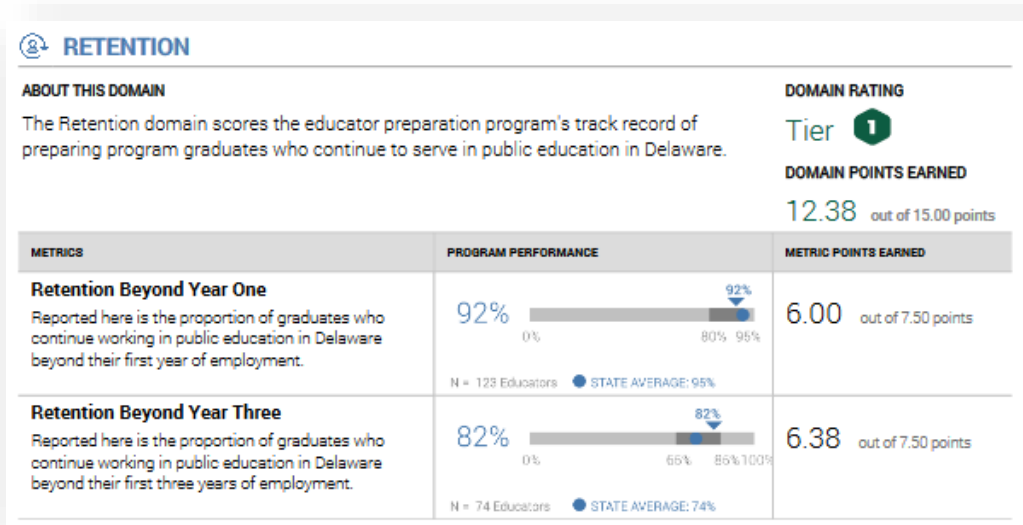 RETENTION
ABOUT THIS DOMAIN
The Retention domain scores the educator preparation program's track record of
preparing program graduates who continue to serve in public education in Delaware.
DOMAIN RATING
Tier 1
DOMAIN POINTS EARNED
12.38 out of 15.00 points
METRICS PROGRAM PERFORMANCE METRIC POINTS EARNED
Retention Beyond Year One
Reported here is the proportion of graduates who
continue working in public education in Delaware
beyond their first year of employment.
92%
92%
0% 80% 95%
N = 123 Educators STATE AVERAGE: 95%
6.00 out of 7.50 points
Retention Beyond Year Three
Reported here is the proportion of graduates who
continue working in public education in Delaware
beyond their first three years of employment.
82%
82%
0% 65% 85% 100%
N = 74 Educators STATE AVERAGE: 74%
6.38 out of 7.50 points